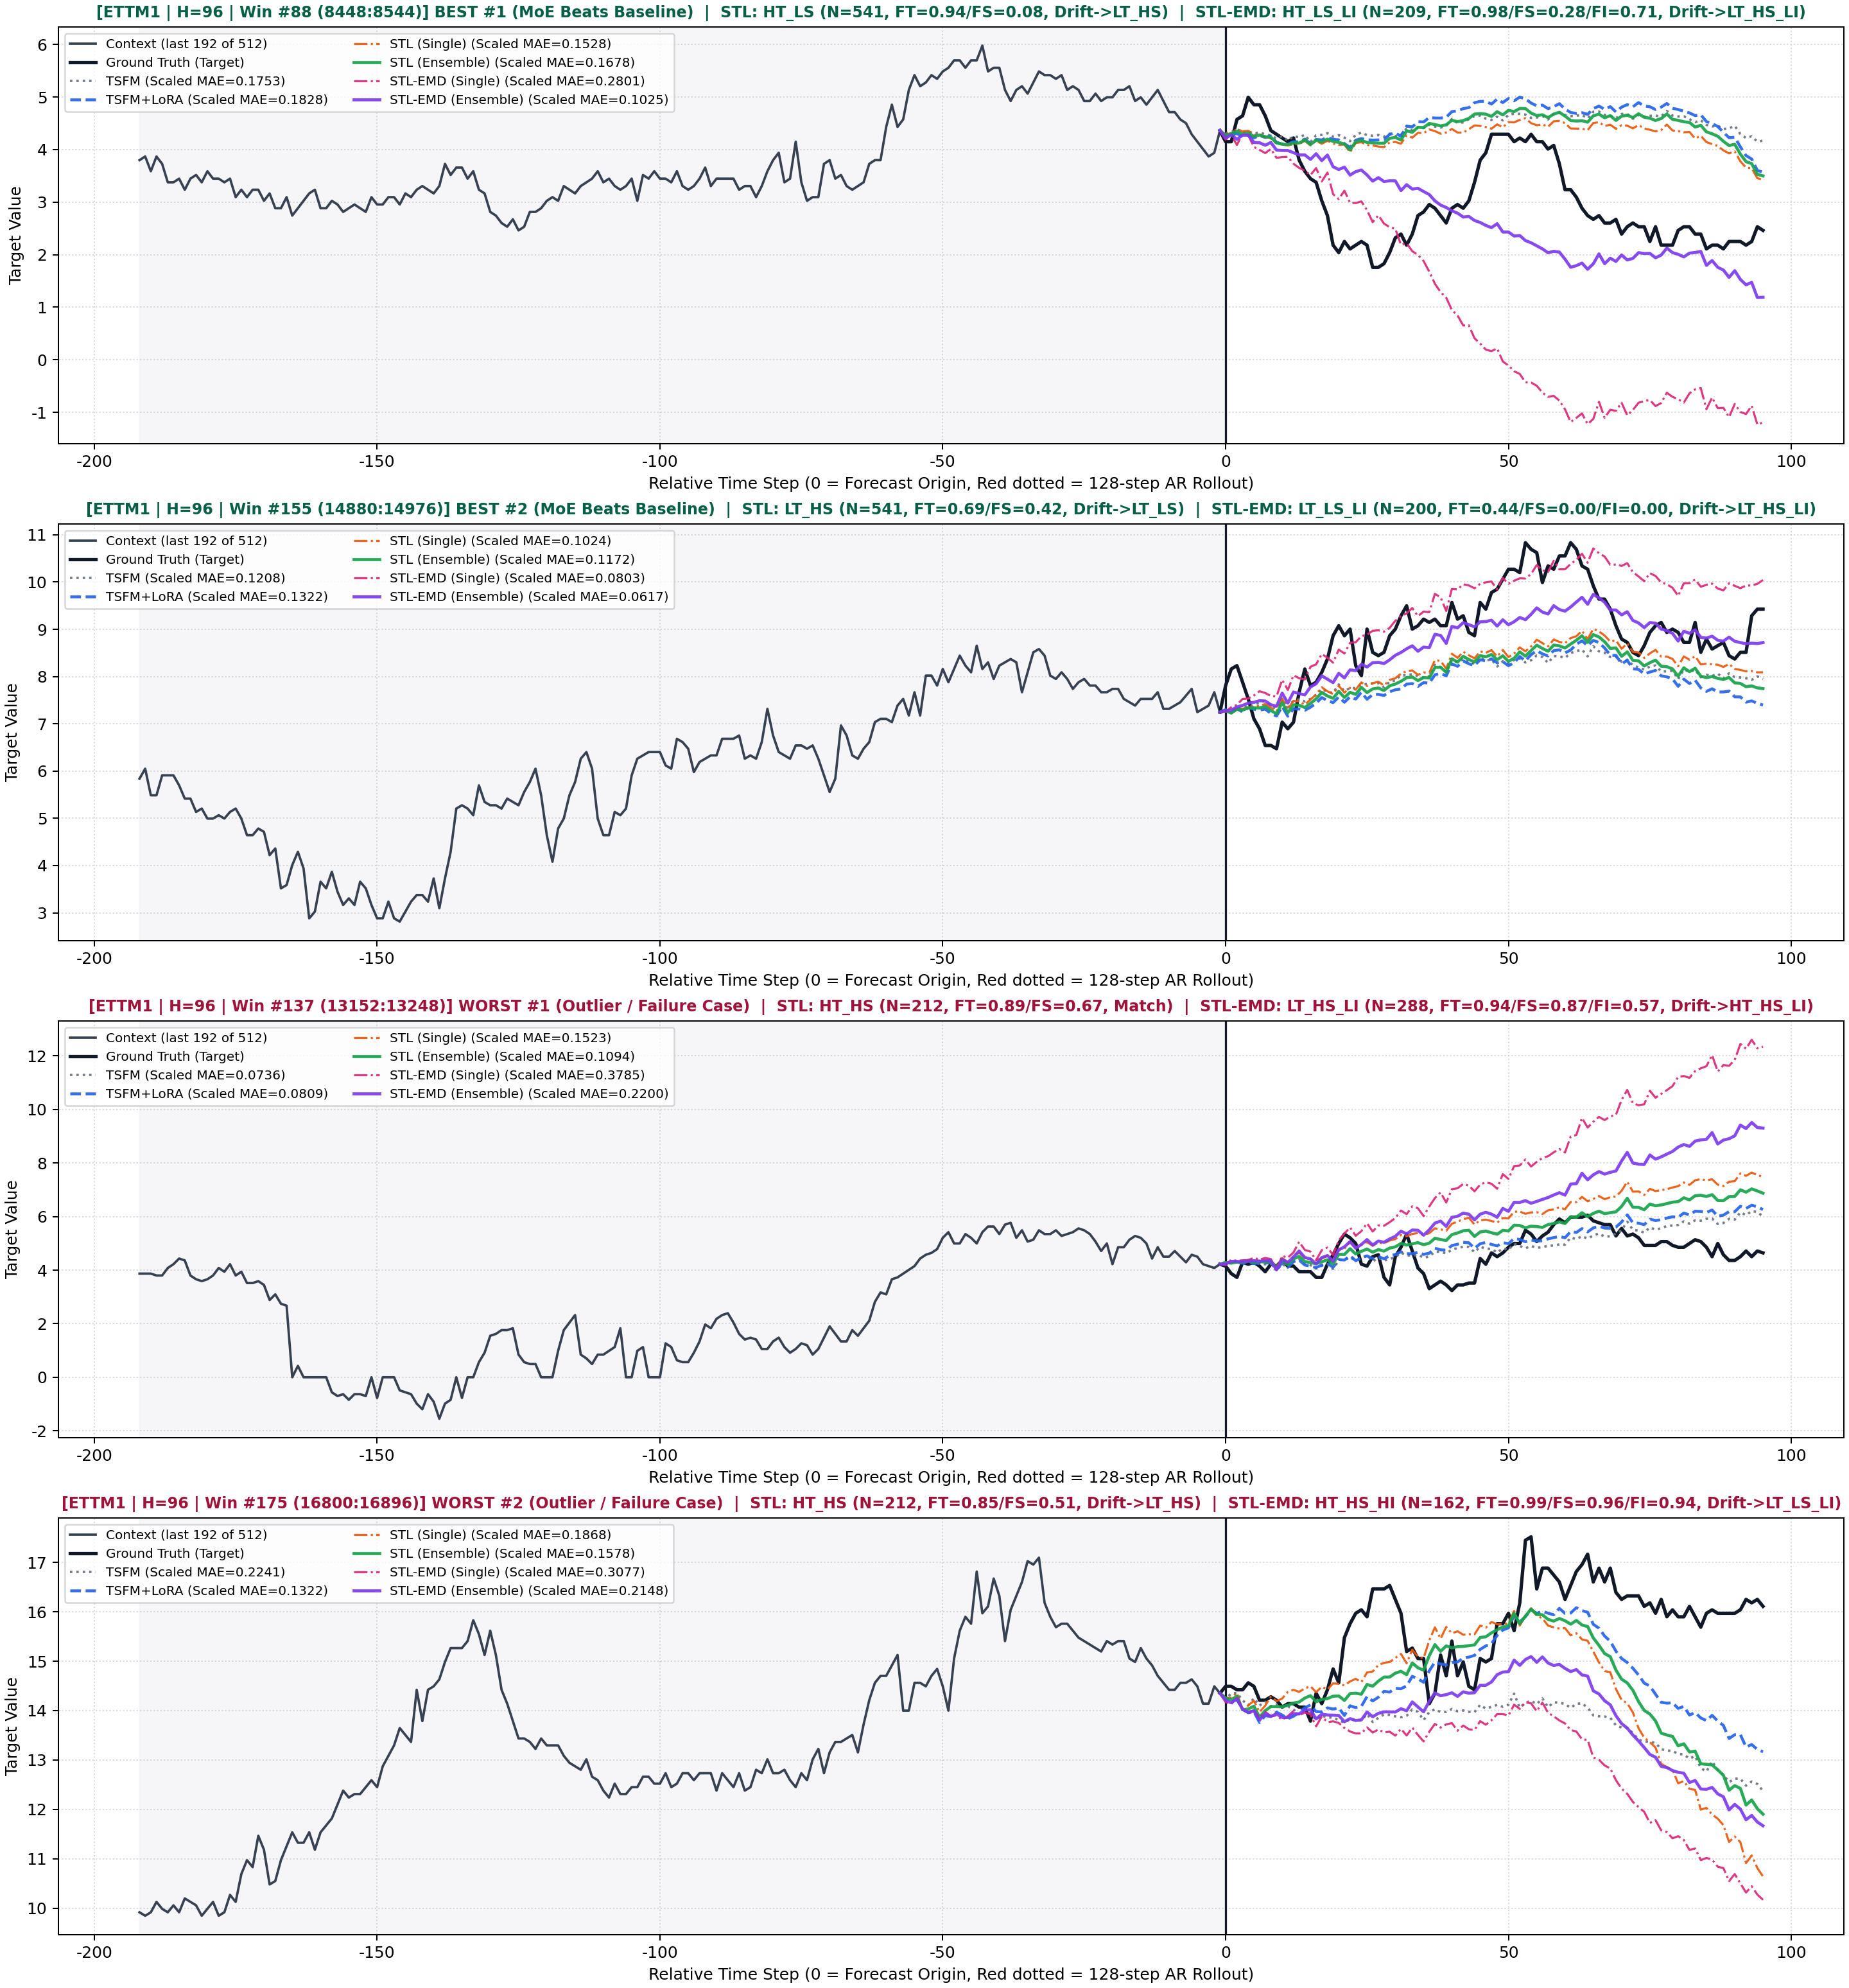 [ETTM1 | H=96 | Win #88 (8448:8544)] BEST #1 (MoE Beats Baseline) | STL: HT_LS (N=541, FT=0.94/FS=0.08, Drift->LT_HS) | STL-EMD: HT_LS_LI (N=209, FT=0.98/FS=0.28/FI=0.71, Drift->LT_HS_LI)
Context (last 192 of 512)
Ground Truth (Target)
TSFM (Scaled MAE=0.1753)
TSFM+LoRA (Scaled MAE=0.1828)
STL (Single) (Scaled MAE=0.1528)
STL (Ensemble) (Scaled MAE=0.1678)
STL-EMD (Single) (Scaled MAE=0.2801)
STL-EMD (Ensemble) (Scaled MAE=0.1025)
Target Value
6
5
4
3
2
1
0
-1
-200 -150 -100 -50 0 50 100
Relative Time Step (0 = Forecast Origin, Red dotted = 128-step AR Rollout)
[ETTM1 | H=96 | Win #155 (14880:14976)] BEST #2 (MoE Beats Baseline) | STL: LT_HS (N=541, FT=0.69/FS=0.42, Drift->LT_LS) | STL-EMD: LT_LS_LI (N=200, FT=0.44/FS=0.00/FI=0.00, Drift->LT_HS_LI)
Context (last 192 of 512)
Ground Truth (Target)
TSFM (Scaled MAE=0.1208)
TSFM+LoRA (Scaled MAE=0.1322)
STL (Single) (Scaled MAE=0.1024)
STL (Ensemble) (Scaled MAE=0.1172)
STL-EMD (Single) (Scaled MAE=0.0803)
STL-EMD (Ensemble) (Scaled MAE=0.0617)
Target Value
11
10
9
8
7
6
5
4
3
-200 -150 -100 -50 0 50 100
Relative Time Step (0 = Forecast Origin, Red dotted = 128-step AR Rollout)
[ETTM1 | H=96 | Win #137 (13152:13248)] WORST #1 (Outlier / Failure Case) | STL: HT_HS (N=212, FT=0.89/FS=0.67, Match) | STL-EMD: LT_HS_LI (N=288, FT=0.94/FS=0.87/FI=0.57, Drift->HT_HS_LI)
Context (last 192 of 512)
Ground Truth (Target)
TSFM (Scaled MAE=0.0736)
TSFM+LoRA (Scaled MAE=0.0809)
STL (Single) (Scaled MAE=0.1523)
STL (Ensemble) (Scaled MAE=0.1094)
STL-EMD (Single) (Scaled MAE=0.3785)
STL-EMD (Ensemble) (Scaled MAE=0.2200)
Target Value
12
10
8
6
4
2
0
-2
-200 -150 -100 -50 0 50 100
Relative Time Step (0 = Forecast Origin, Red dotted = 128-step AR Rollout)
[ETTM1 | H=96 | Win #175 (16800:16896)] WORST #2 (Outlier / Failure Case) | STL: HT_HS (N=212, FT=0.85/FS=0.51, Drift->LT_HS) | STL-EMD: HT_HS_HI (N=162, FT=0.99/FS=0.96/FI=0.94, Drift->LT_LS_LI)
Context (last 192 of 512)
Ground Truth (Target)
TSFM (Scaled MAE=0.2241)
TSFM+LoRA (Scaled MAE=0.1322)
STL (Single) (Scaled MAE=0.1868)
STL (Ensemble) (Scaled MAE=0.1578)
STL-EMD (Single) (Scaled MAE=0.3077)
STL-EMD (Ensemble) (Scaled MAE=0.2148)
Target Value
17
16
15
14
13
12
11
10
-200 -150 -100 -50 0 50 100
Relative Time Step (0 = Forecast Origin, Red dotted = 128-step AR Rollout)